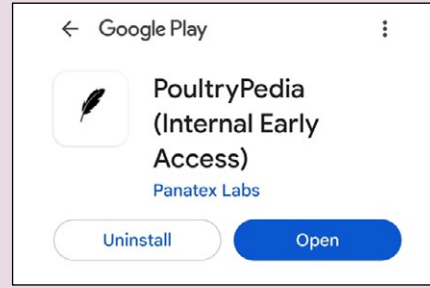 Google Play
PoultryPedia
(Internal Early
Access)
Panatex Labs
Uninstall
Open